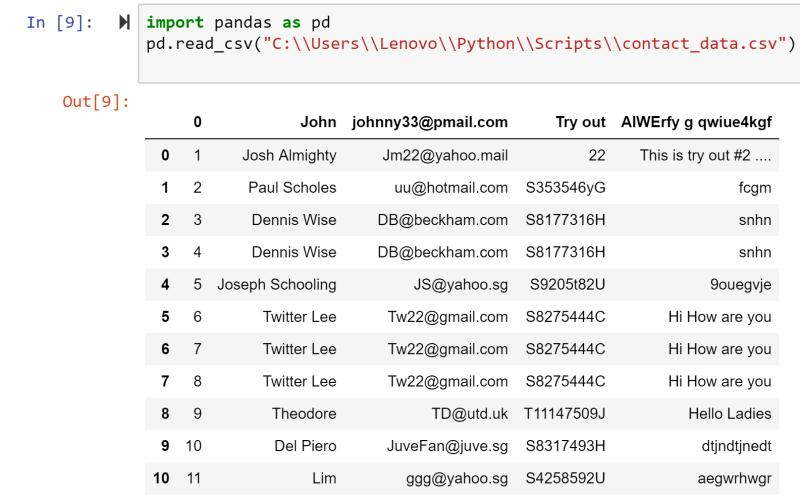 In [9]: import pandas as pd
pd.read_csv("C:\\Users\\Lenovo\\Python\\Scripts\\contact_data.csv")
Out[9]:
0 John johnny33@pmail.com Try out AlWErfy g qwiue4kgf
0 1 Josh Almighty Jm22@yahoo.mail 22 This is try out #2 ....
1 2 Paul Scholes uu@hotmail.com S353546yG fcgm
2 3 Dennis Wise DB@beckham.com S8177316H snhn
3 4 Dennis Wise DB@beckham.com S8177316H snhn
4 5 Joseph Schooling JS@yahoo.sg S9205t82U 9ouegvje
5 6 Twitter Lee Tw22@gmail.com S8275444C Hi How are you
6 7 Twitter Lee Tw22@gmail.com S8275444C Hi How are you
7 8 Twitter Lee Tw22@gmail.com S8275444C Hi How are you
8 9 Theodore TD@utd.uk T11147509J Hello Ladies
9 10 Del Piero JuveFan@juve.sg S8317493H dtjndtjnedt
10 11 Lim ggg@yahoo.sg S4258592U aegwrhwgr